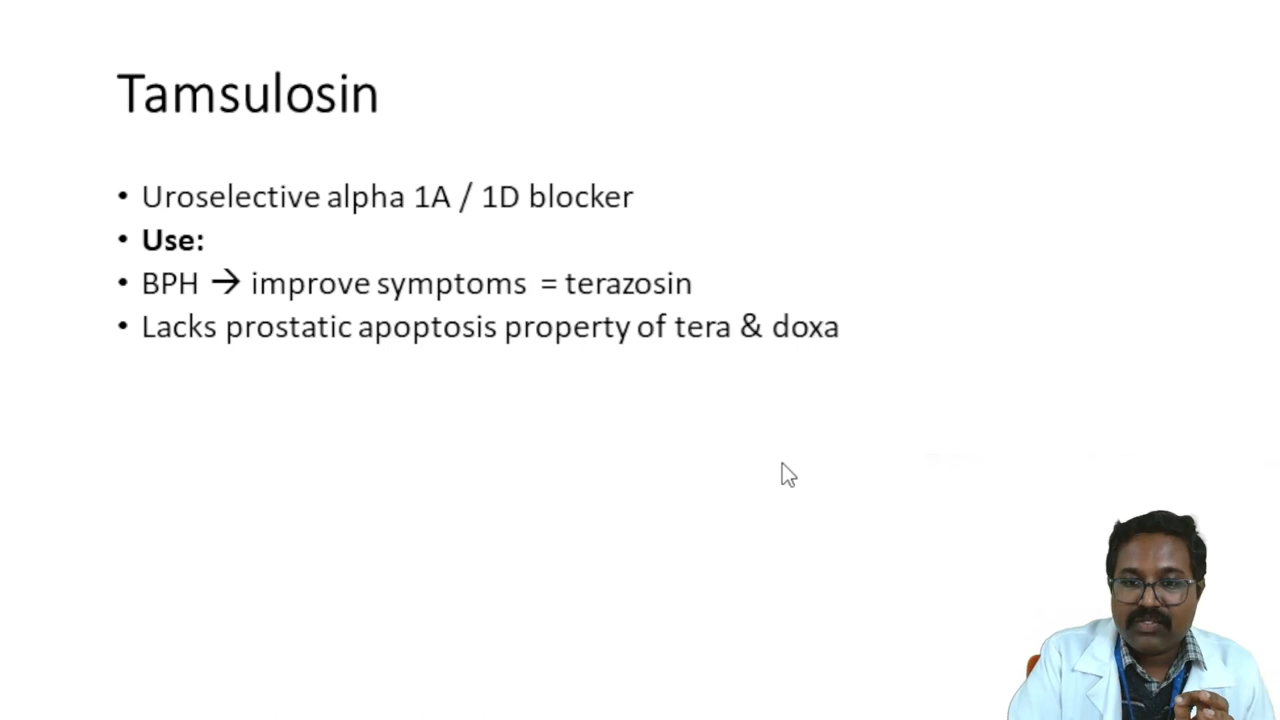 Tamsulosin
• Uroselective alpha 1A / 1D blocker
• Use:
• BPH → improve symptoms = terazosin
• Lacks prostatic apoptosis property of tera & doxa